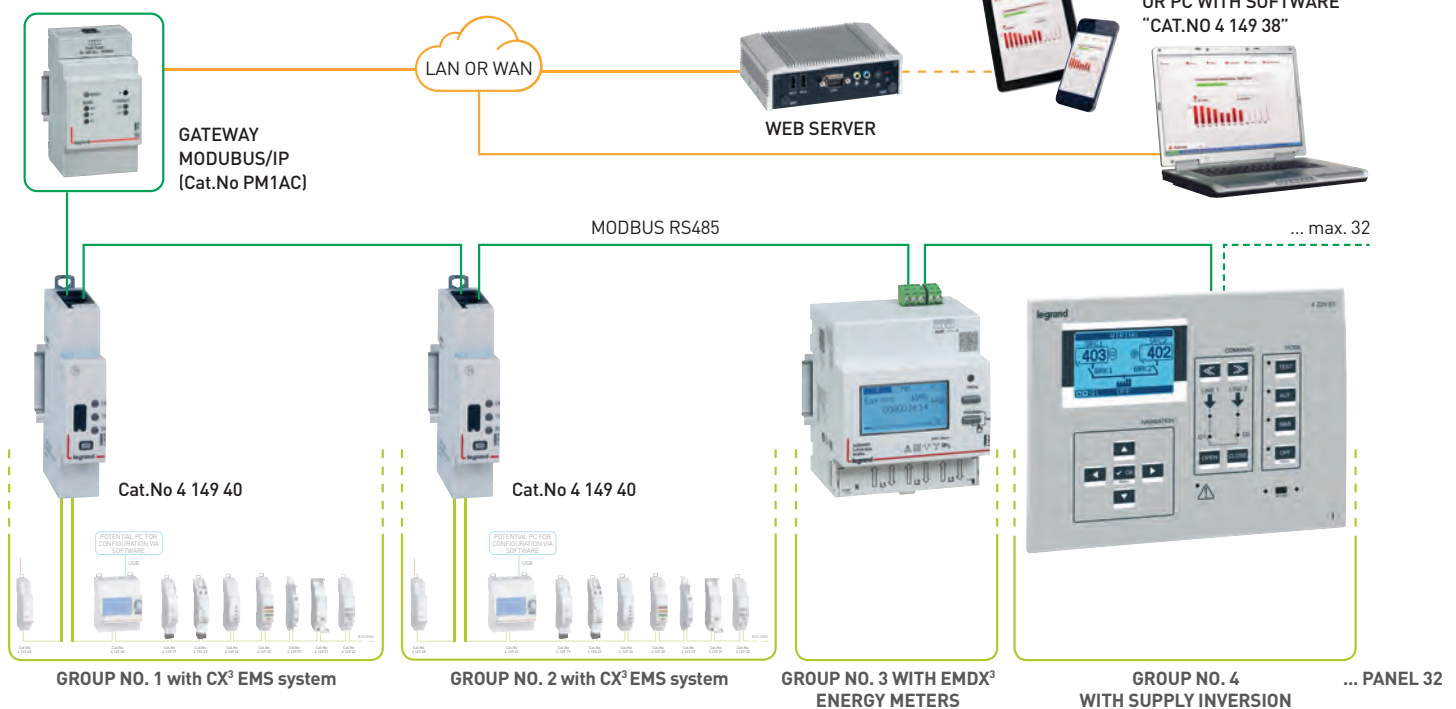 OR PC WITH SOFTWARE
“CAT.NO 4 149 38”
LAN OR WAN
WEB SERVER
GATEWAY
MODUBUS/IP
(Cat.No PM1AC)
legrand
MODBUS RS485
... max. 32
legrand
403
402
BRK1
BRK2
OFF
COMMAND
MODE
LINE 1
LINE 2
TEST
AUT
MAN
OFF
OPEN
CLOSE
NAVIGATION
OK
legrand
legrand
legrand
Cat.No 4 149 40
Cat.No 4 149 40
POTENTIAL PC FOR
CONFIGURATION VIA
SOFTWARE
USB
POTENTIAL PC FOR
CONFIGURATION VIA
SOFTWARE
USB
GROUP NO. 1 with CX³ EMS system
GROUP NO. 2 with CX³ EMS system
GROUP NO. 3 WITH EMDX³
ENERGY METERS
GROUP NO. 4
WITH SUPPLY INVERSION
... PANEL 32